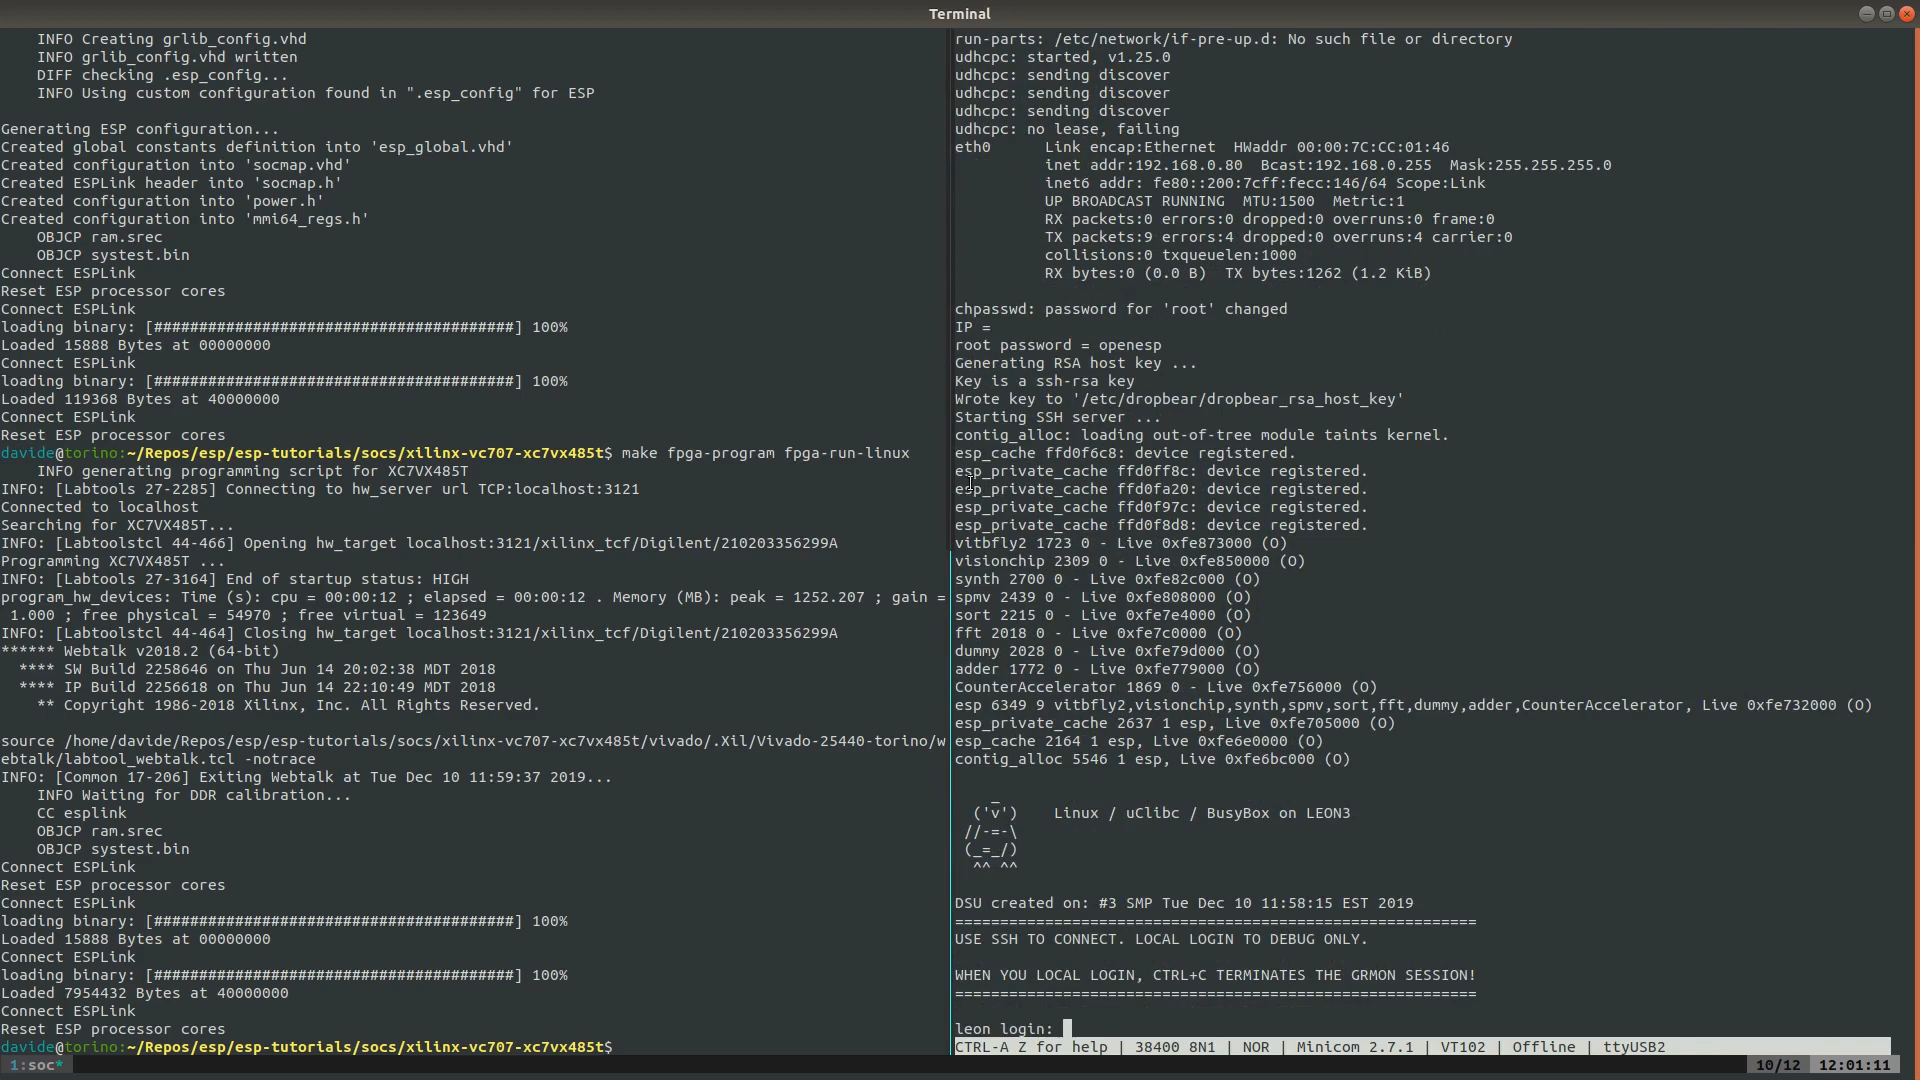 Terminal
    INFO Creating grlib_config.vhd
    INFO grlib_config.vhd written
    DIFF checking .esp_config...
    INFO Using custom configuration found in ".esp_config" for ESP
Generating ESP configuration...
Created global constants definition into 'esp_global.vhd'
Created configuration into 'socmap.vhd'
Created ESPLink header into 'socmap.h'
Created configuration into 'power.h'
Created configuration into 'mmi64_regs.h'
    OBJCP ram.srec
    OBJCP systest.bin
Connect ESPLink
Reset ESP processor cores
Connect ESPLink
loading binary: [########################################] 100%
Loaded 15888 Bytes at 00000000
Connect ESPLink
loading binary: [########################################] 100%
Loaded 119368 Bytes at 40000000
Connect ESPLink
Reset ESP processor cores
davide@torino:~/Repos/esp/esp-tutorials/socs/xilinx-vc707-xc7vx485t$ make fpga-program fpga-run-linux
    INFO generating programming script for XC7VX485T
INFO: [Labtools 27-2285] Connecting to hw_server url TCP:localhost:3121
Connected to localhost
Searching for XC7VX485T...
INFO: [Labtoolstcl 44-466] Opening hw_target localhost:3121/xilinx_tcf/Digilent/210203356299A
Programming XC7VX485T ...
INFO: [Labtools 27-3164] End of startup status: HIGH
program_hw_devices: Time (s): cpu = 00:00:12 ; elapsed = 00:00:12 . Memory (MB): peak = 1252.207 ; gain =
 1.000 ; free physical = 54970 ; free virtual = 123649
INFO: [Labtoolstcl 44-464] Closing hw_target localhost:3121/xilinx_tcf/Digilent/210203356299A
****** Webtalk v2018.2 (64-bit)
  **** SW Build 2258646 on Thu Jun 14 20:02:38 MDT 2018
  **** IP Build 2256618 on Thu Jun 14 22:10:49 MDT 2018
    ** Copyright 1986-2018 Xilinx, Inc. All Rights Reserved.
source /home/davide/Repos/esp/esp-tutorials/socs/xilinx-vc707-xc7vx485t/vivado/.Xil/Vivado-25440-torino/w
ebtalk/labtool_webtalk.tcl -notrace
INFO: [Common 17-206] Exiting Webtalk at Tue Dec 10 11:59:37 2019...
    INFO Waiting for DDR calibration...
    CC esplink
    OBJCP ram.srec
    OBJCP systest.bin
Connect ESPLink
Reset ESP processor cores
Connect ESPLink
loading binary: [########################################] 100%
Loaded 15888 Bytes at 00000000
Connect ESPLink
loading binary: [########################################] 100%
Loaded 7954432 Bytes at 40000000
Connect ESPLink
Reset ESP processor cores
davide@torino:~/Repos/esp/esp-tutorials/socs/xilinx-vc707-xc7vx485t$
run-parts: /etc/network/if-pre-up.d: No such file or directory
udhcpc: started, v1.25.0
udhcpc: sending discover
udhcpc: sending discover
udhcpc: sending discover
udhcpc: no lease, failing
eth0      Link encap:Ethernet  HWaddr 00:00:7C:CC:01:46
          inet addr:192.168.0.80  Bcast:192.168.0.255  Mask:255.255.255.0
          inet6 addr: fe80::200:7cff:fecc:146/64 Scope:Link
          UP BROADCAST RUNNING  MTU:1500  Metric:1
          RX packets:0 errors:0 dropped:0 overruns:0 frame:0
          TX packets:9 errors:4 dropped:0 overruns:4 carrier:0
          collisions:0 txqueuelen:1000
          RX bytes:0 (0.0 B)  TX bytes:1262 (1.2 KiB)
chpasswd: password for 'root' changed
IP =
root password = openesp
Generating RSA host key ...
Key is a ssh-rsa key
Wrote key to '/etc/dropbear/dropbear_rsa_host_key'
Starting SSH server ...
contig_alloc: loading out-of-tree module taints kernel.
esp_cache ffd0f6c8: device registered.
esp_private_cache ffd0ff8c: device registered.
esp_private_cache ffd0fa20: device registered.
esp_private_cache ffd0f97c: device registered.
esp_private_cache ffd0f8d8: device registered.
vitbfly2 1723 0 - Live 0xfe873000 (O)
visionchip 2309 0 - Live 0xfe850000 (O)
synth 2700 0 - Live 0xfe82c000 (O)
spmv 2439 0 - Live 0xfe808000 (O)
sort 2215 0 - Live 0xfe7e4000 (O)
fft 2018 0 - Live 0xfe7c0000 (O)
dummy 2028 0 - Live 0xfe79d000 (O)
adder 1772 0 - Live 0xfe779000 (O)
CounterAccelerator 1869 0 - Live 0xfe756000 (O)
esp 6349 9 vitbfly2,visionchip,synth,spmv,sort,fft,dummy,adder,CounterAccelerator, Live 0xfe732000 (O)
esp_private_cache 2637 1 esp, Live 0xfe705000 (O)
esp_cache 2164 1 esp, Live 0xfe6e0000 (O)
contig_alloc 5546 1 esp, Live 0xfe6bc000 (O)
    _
  ('v')    Linux / uClibc / BusyBox on LEON3
 //-=-\
 (_=_/)
  ^^ ^^
DSU created on: #3 SMP Tue Dec 10 11:58:15 EST 2019
==========================================================
USE SSH TO CONNECT. LOCAL LOGIN TO DEBUG ONLY.
WHEN YOU LOCAL LOGIN, CTRL+C TERMINATES THE GRMON SESSION!
==========================================================
leon login:
CTRL-A Z for help | 38400 8N1 | NOR | Minicom 2.7.1 | VT102 | Offline | ttyUSB2
1:soc* 10/12 12:01:11